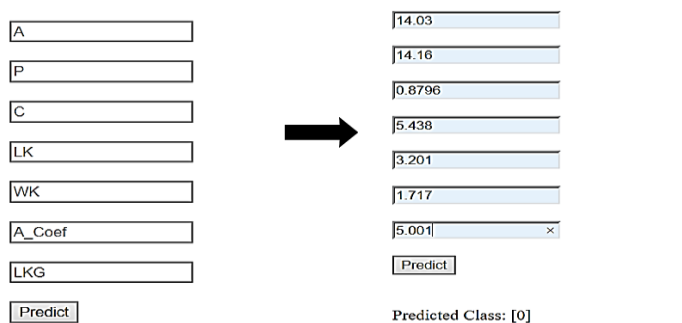 A
P
C
LK
WK
A_Coef
LKG
Predict
14.03
14.16
0.8796
5.438
3.201
1.717
5.001
×
Predict
Predicted Class: [0]